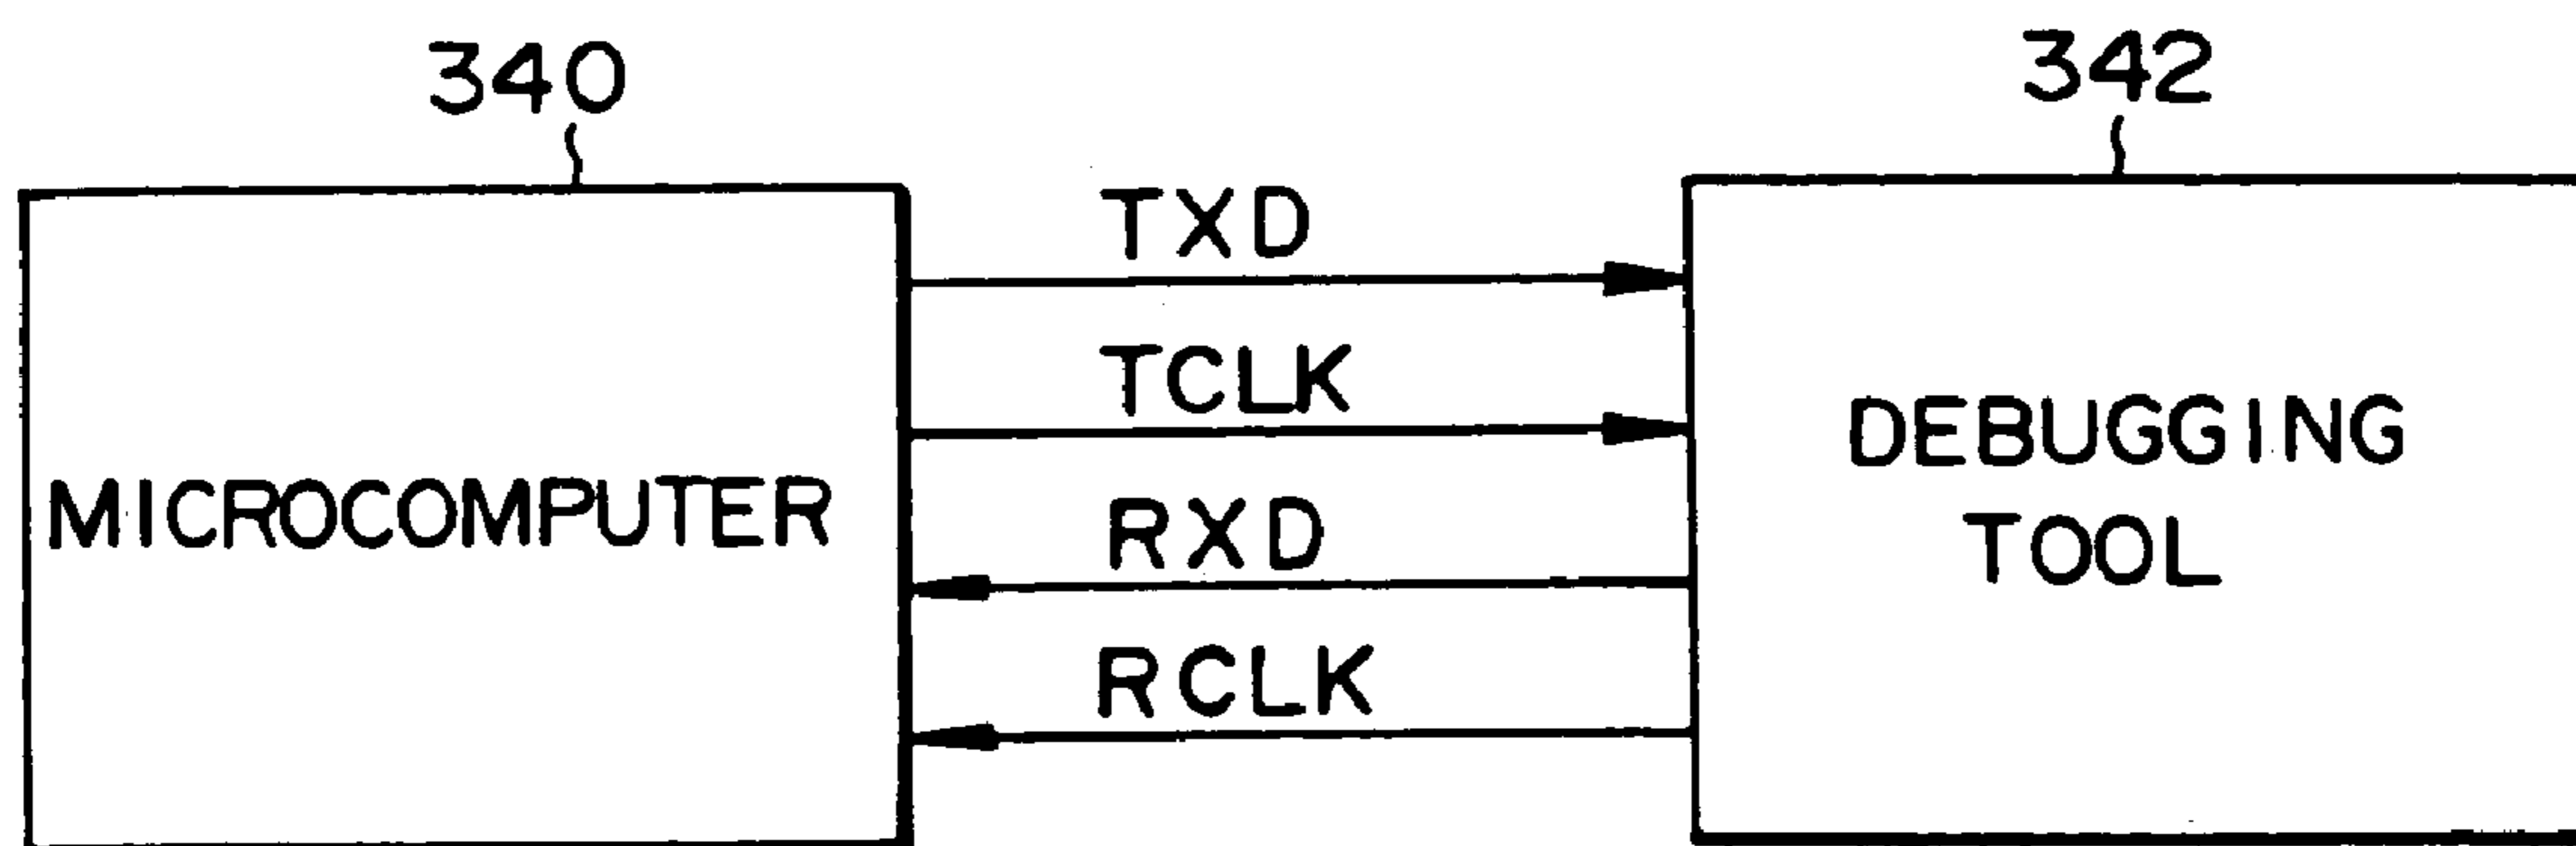 340
342
TXD
TCLK
RXD
RCLK
MICROCOMPUTER
DEBUGGING
TOOL